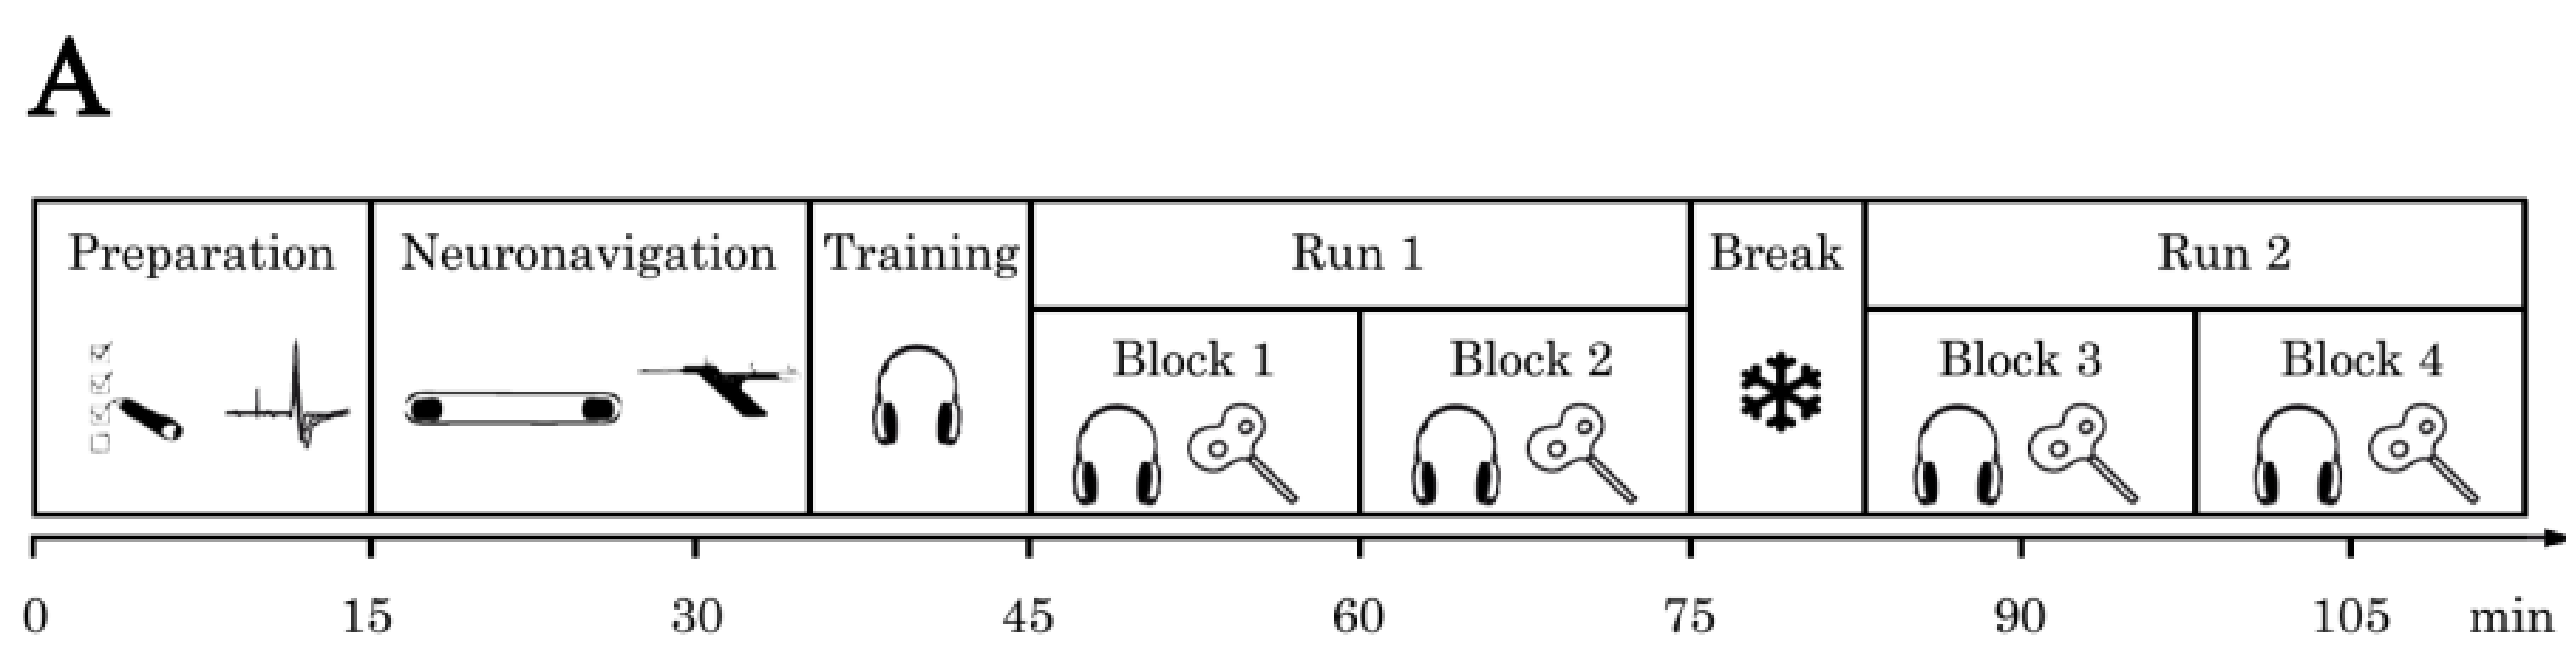 A
Preparation Neuronavigation Training Run 1 Break Run 2
Block 1 Block 2 Block 3 Block 4
0 15 30 45 60 75 90 105 min